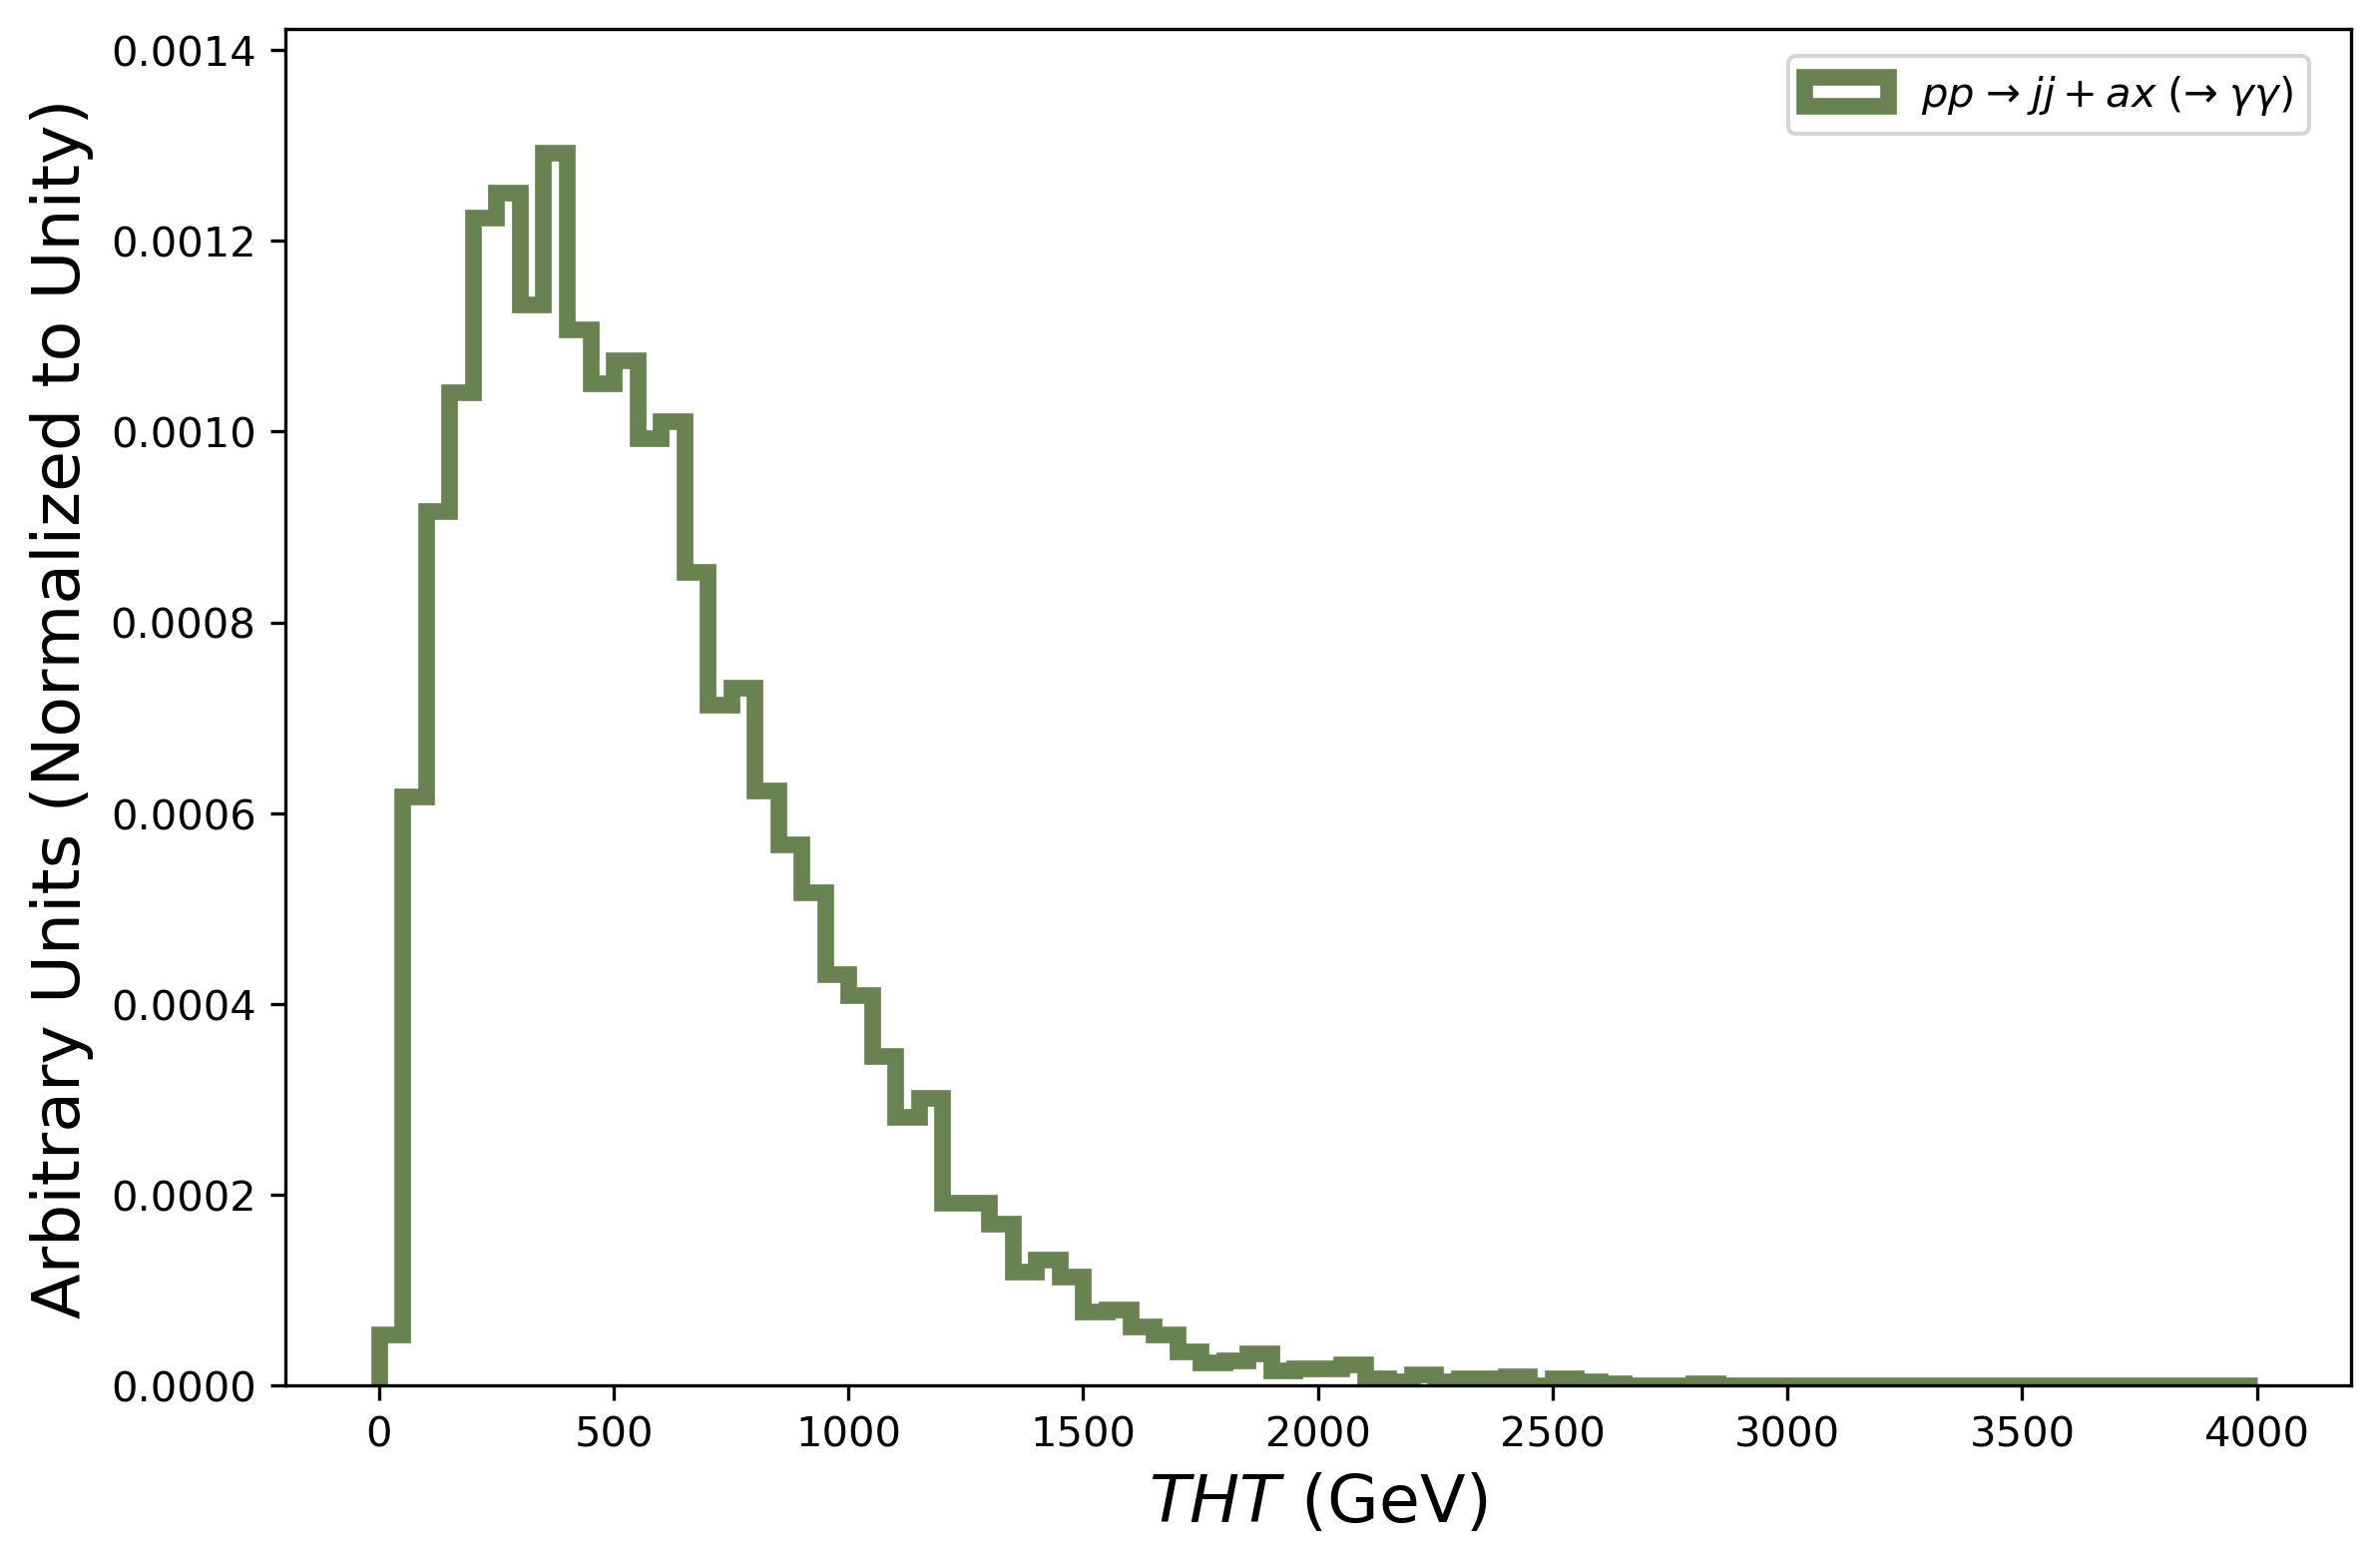 Arbitrary Units (Normalized to Unity)
0.0014
0.0012
0.0010
0.0008
0.0006
0.0004
0.0002
0.0000
pp → jj + ax (→ γγ)
0 500 1000 1500 2000 2500 3000 3500 4000
THT (GeV)